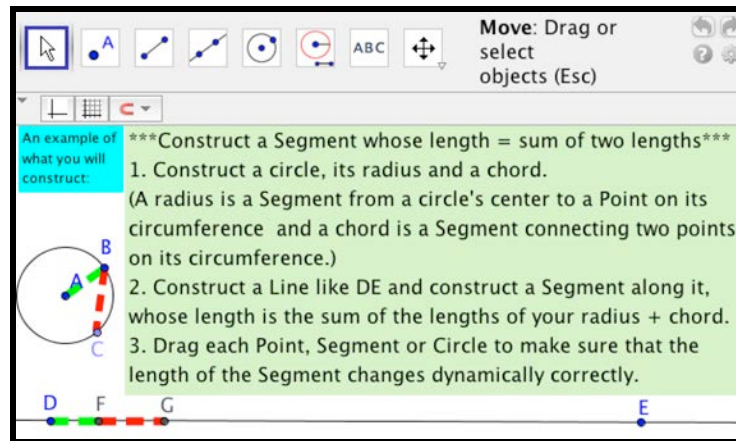 A
ABC
Move: Drag or
select
objects (Esc)
An example of
what you will
construct:
***Construct a Segment whose length = sum of two lengths***
1. Construct a circle, its radius and a chord.
(A radius is a Segment from a circle's center to a Point on its
circumference and a chord is a Segment connecting two points
on its circumference.)
2. Construct a Line like DE and construct a Segment along it,
whose length is the sum of the lengths of your radius + chord.
3. Drag each Point, Segment or Circle to make sure that the
length of the Segment changes dynamically correctly.
B
A
C
D F G E